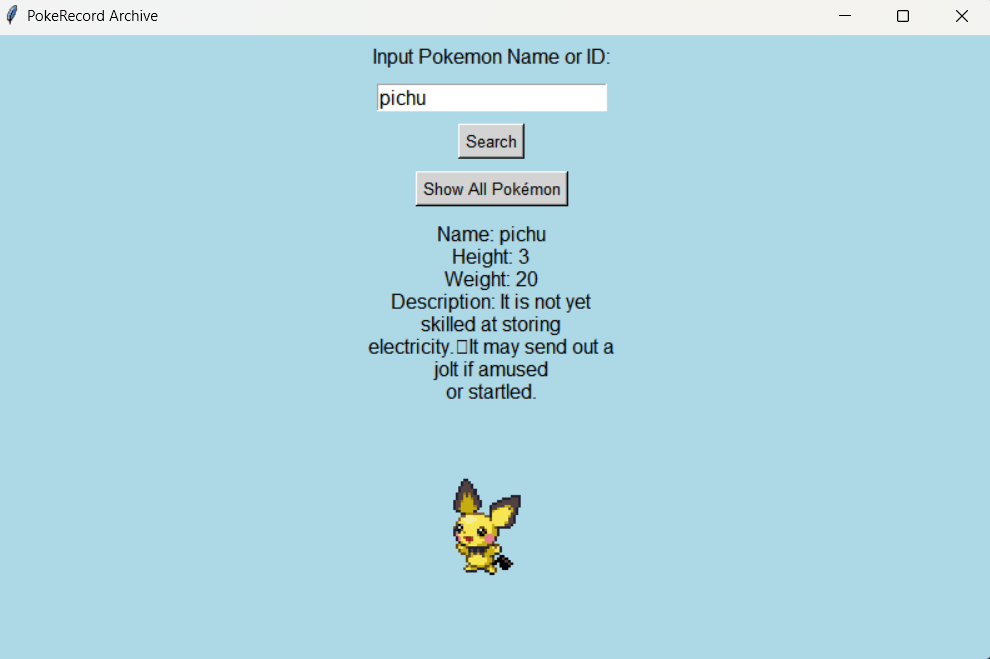 PokeRecord Archive
Input Pokemon Name or ID:
pichu
Search
Show All Pokémon
Name: pichu
Height: 3
Weight: 20
Description: It is not yet
skilled at storing
electricity.□It may send out a
jolt if amused
or startled.